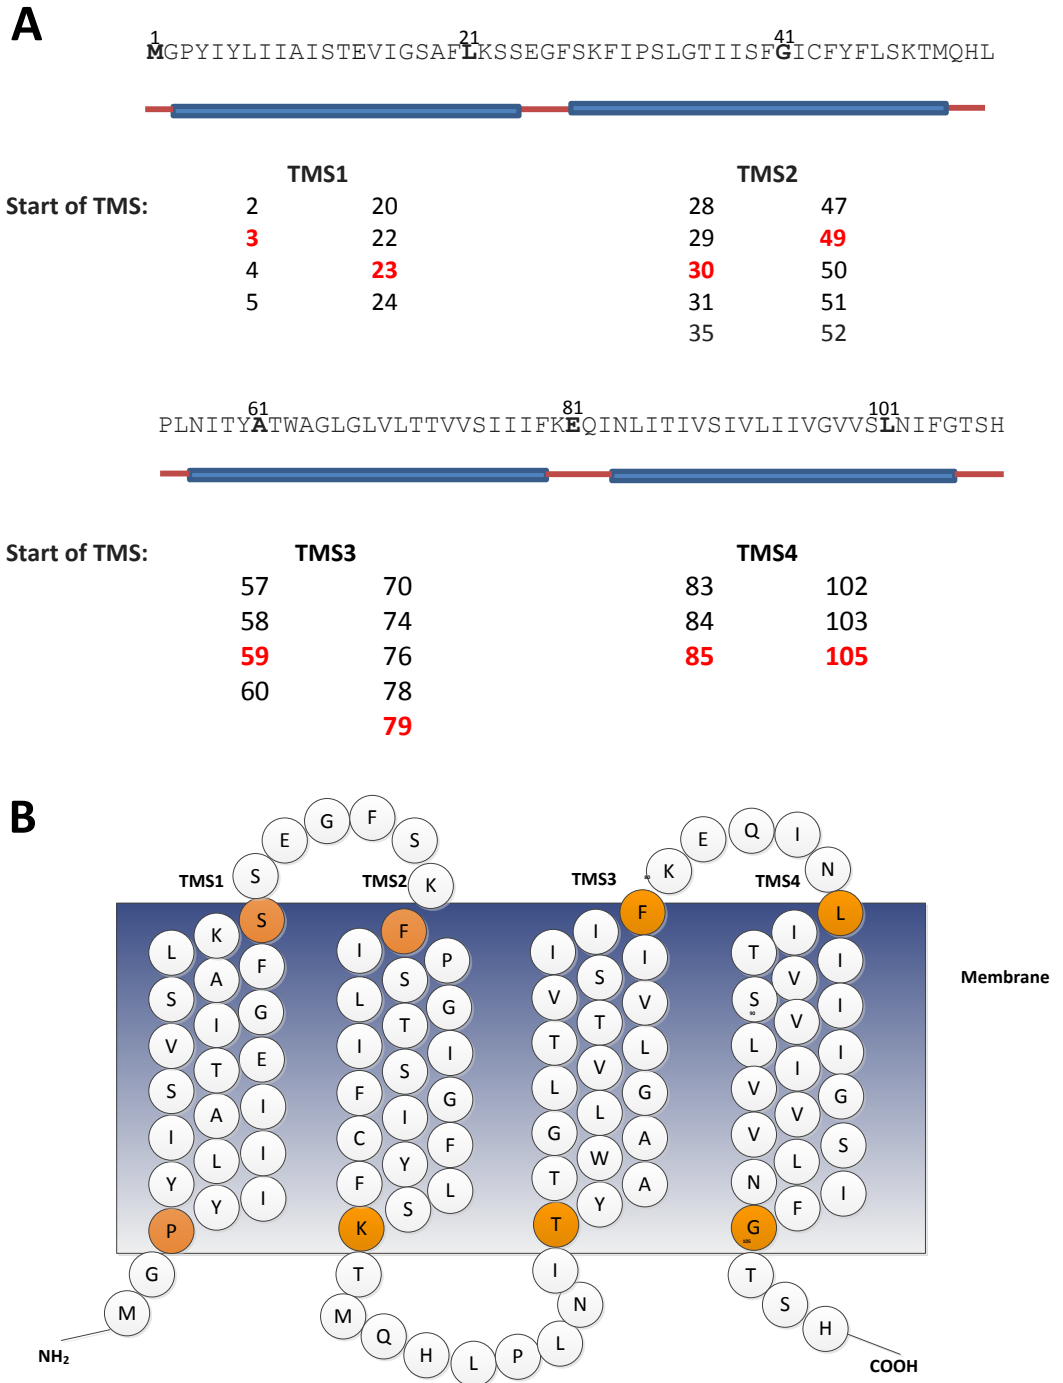 A
1 21 41
MGPYIYLIIAISTEVIGSAFLKSSEGFSKFIPSLGTIISFGICFYFLSKTMQHL
TMS1 TMS2
Start of TMS: 2 20 28 47
3 22 29 49
4 23 30 50
5 24 31 51
35 52
61 81 101
PLNITYATWAGLGLVLTTVVSIIIFKEQINLITIVSIVLIIVGVVSLNIFGTSH
Start of TMS: TMS3 TMS4
57 70 83 102
58 74 84 103
59 76 85 105
60 78
79
B
E G F S E Q I
TMS1 S TMS2 K TMS3 80 K TMS4 N
S F L
K F I I
L F I P I I T I
A S S V
S G L G V V S I
90
I T T V
V E I I T L L I
T S V I
S I F G L G V G
A I L V
I I C F G A V S
L Y W L
Y I F L T A N I
Y S Y F
P K T G
105
G T I T
M M N S
Q H L P L H
NH2 COOH
Membrane